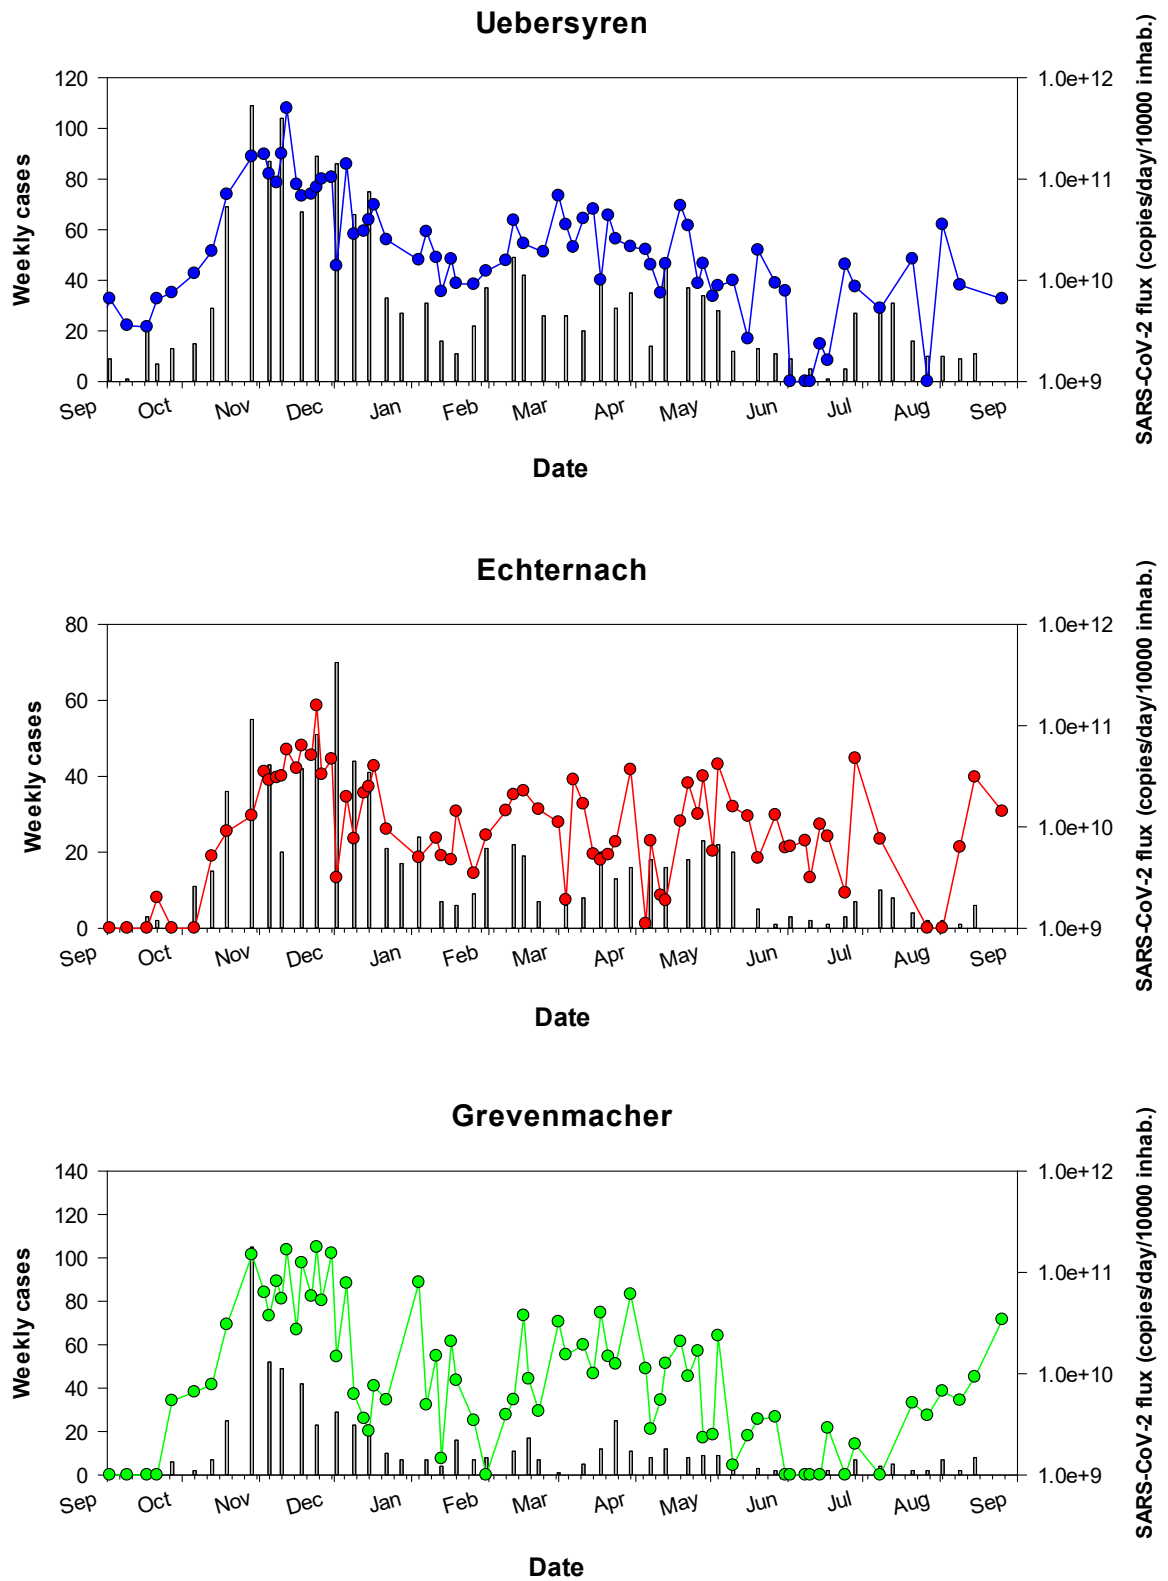 Uebersyren
Weekly cases
SARS-CoV-2 flux (copies/day/10000 inhab.)
120
100
80
60
40
20
0
1.0e+12
1.0e+11
1.0e+10
1.0e+9
Sep Oct Nov Dec Jan Feb Mar Apr May Jun Jul Aug Sep
Date
Echternach
Weekly cases
SARS-CoV-2 flux (copies/day/10000 inhab.)
80
60
40
20
0
1.0e+12
1.0e+11
1.0e+10
1.0e+9
Sep Oct Nov Dec Jan Feb Mar Apr May Jun Jul Aug Sep
Date
Grevenmacher
Weekly cases
SARS-CoV-2 flux (copies/day/10000 inhab.)
140
120
100
80
60
40
20
0
1.0e+12
1.0e+11
1.0e+10
1.0e+9
Sep Oct Nov Dec Jan Feb Mar Apr May Jun Jul Aug Sep
Date